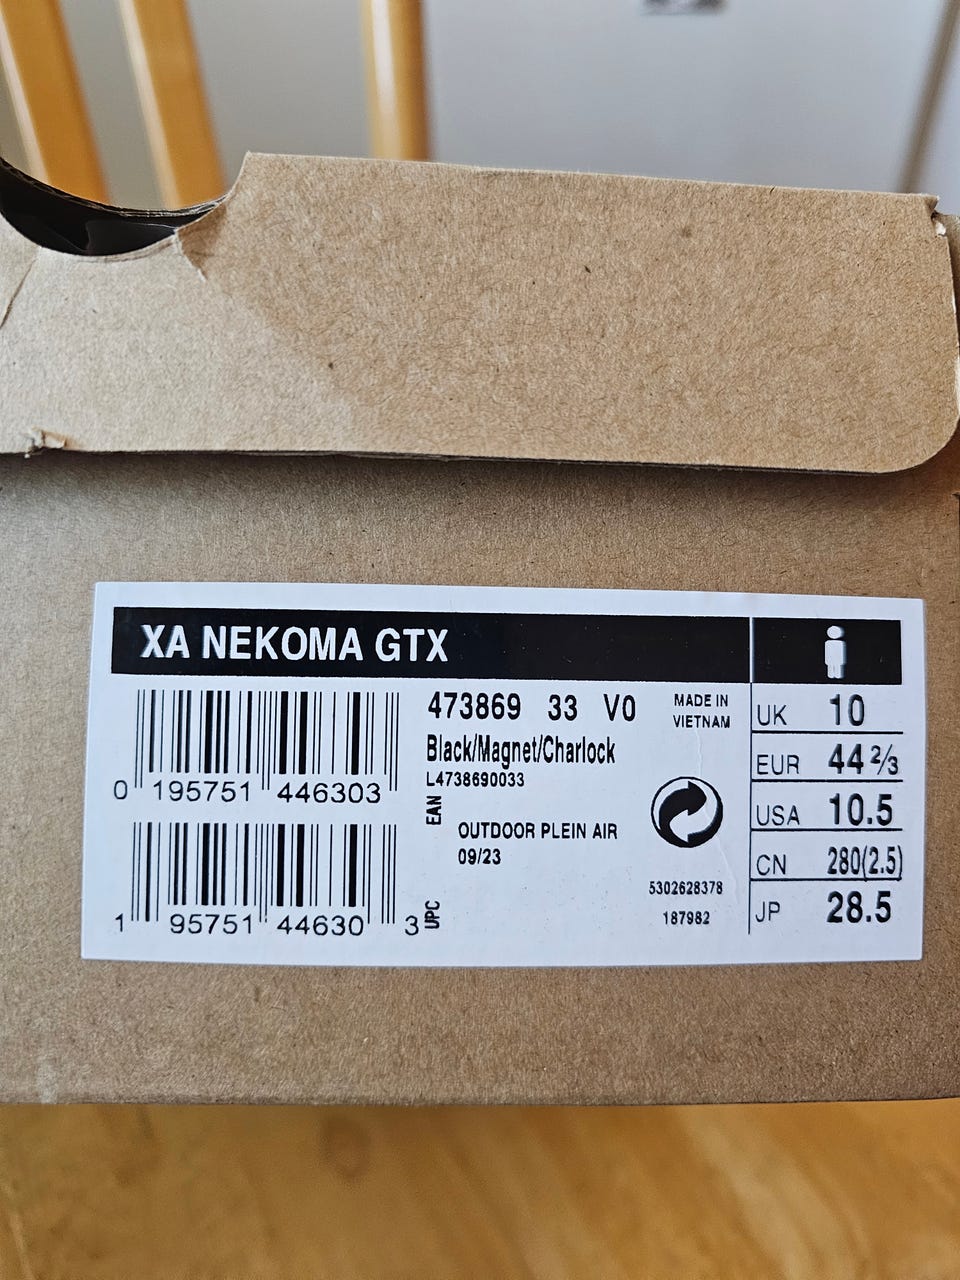 XA NEKOMA GTX
0 195751 446303
EAN
1 95751 44630 3
UPC
473869 33 V0
Black/Magnet/Charlock
L4738690033
OUTDOOR PLEIN AIR
09/23
MADE IN
VIETNAM
5302628378
187982
UK 10
EUR 44 2/3
USA 10.5
CN 280(2.5)
JP 28.5